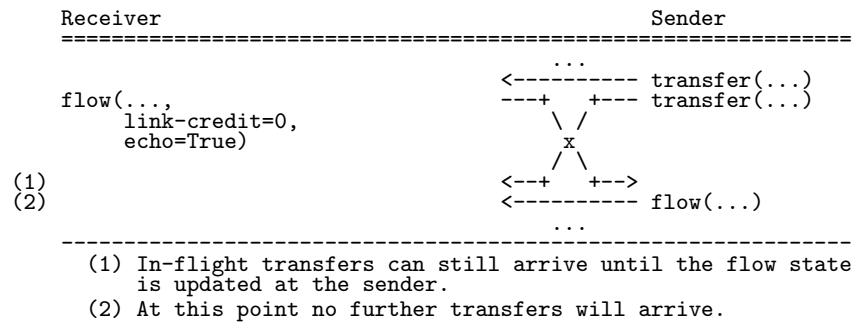 Receiver                                                Sender
================================================================
                                       ...
                                   <---------- transfer(...)
flow(...,                          ---+   +--- transfer(...)
     link-credit=0,                    \ /
     echo=True)                         x
                                       / \
(1)                                <--+   +-->
(2)                                <---------- flow(...)
                                       ...
----------------------------------------------------------------
(1) In-flight transfers can still arrive until the flow state
is updated at the sender.
(2) At this point no further transfers will arrive.